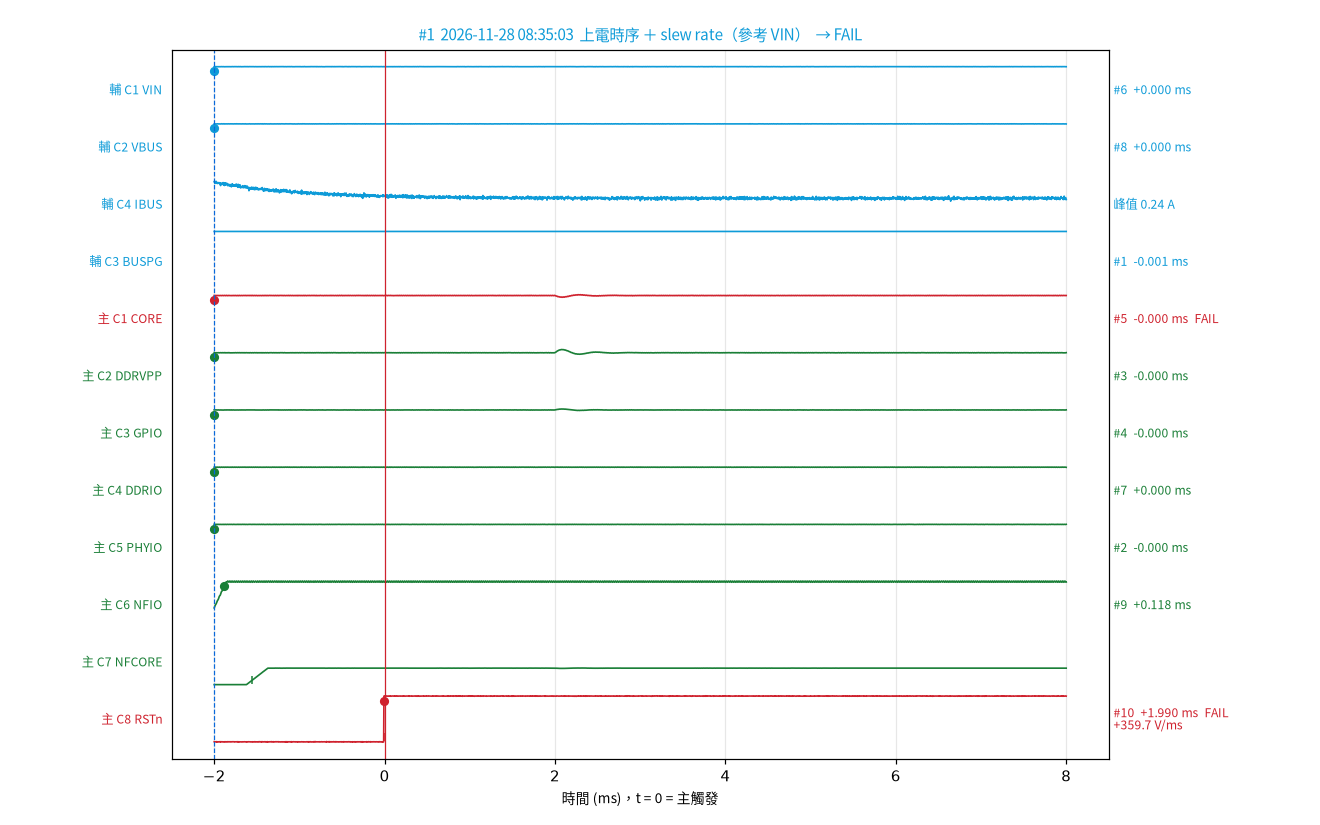 #1 2026-11-28 08:35:03 上電時序 ＋ slew rate（參考 VIN） → FAIL
輔 C1 VIN
#6 +0.000 ms
輔 C2 VBUS
#8 +0.000 ms
輔 C4 IBUS
峰值 0.24 A
輔 C3 BUSPG
#1 -0.001 ms
主 C1 CORE
#5 -0.000 ms FAIL
主 C2 DDRVPP
#3 -0.000 ms
主 C3 GPIO
#4 -0.000 ms
主 C4 DDRIO
#7 +0.000 ms
主 C5 PHYIO
#2 -0.000 ms
主 C6 NFIO
#9 +0.118 ms
主 C7 NFCORE
主 C8 RSTn
#10 +1.990 ms FAIL
+359.7 V/ms
−2 0 2 4 6 8
時間 (ms)，t = 0 = 主觸發